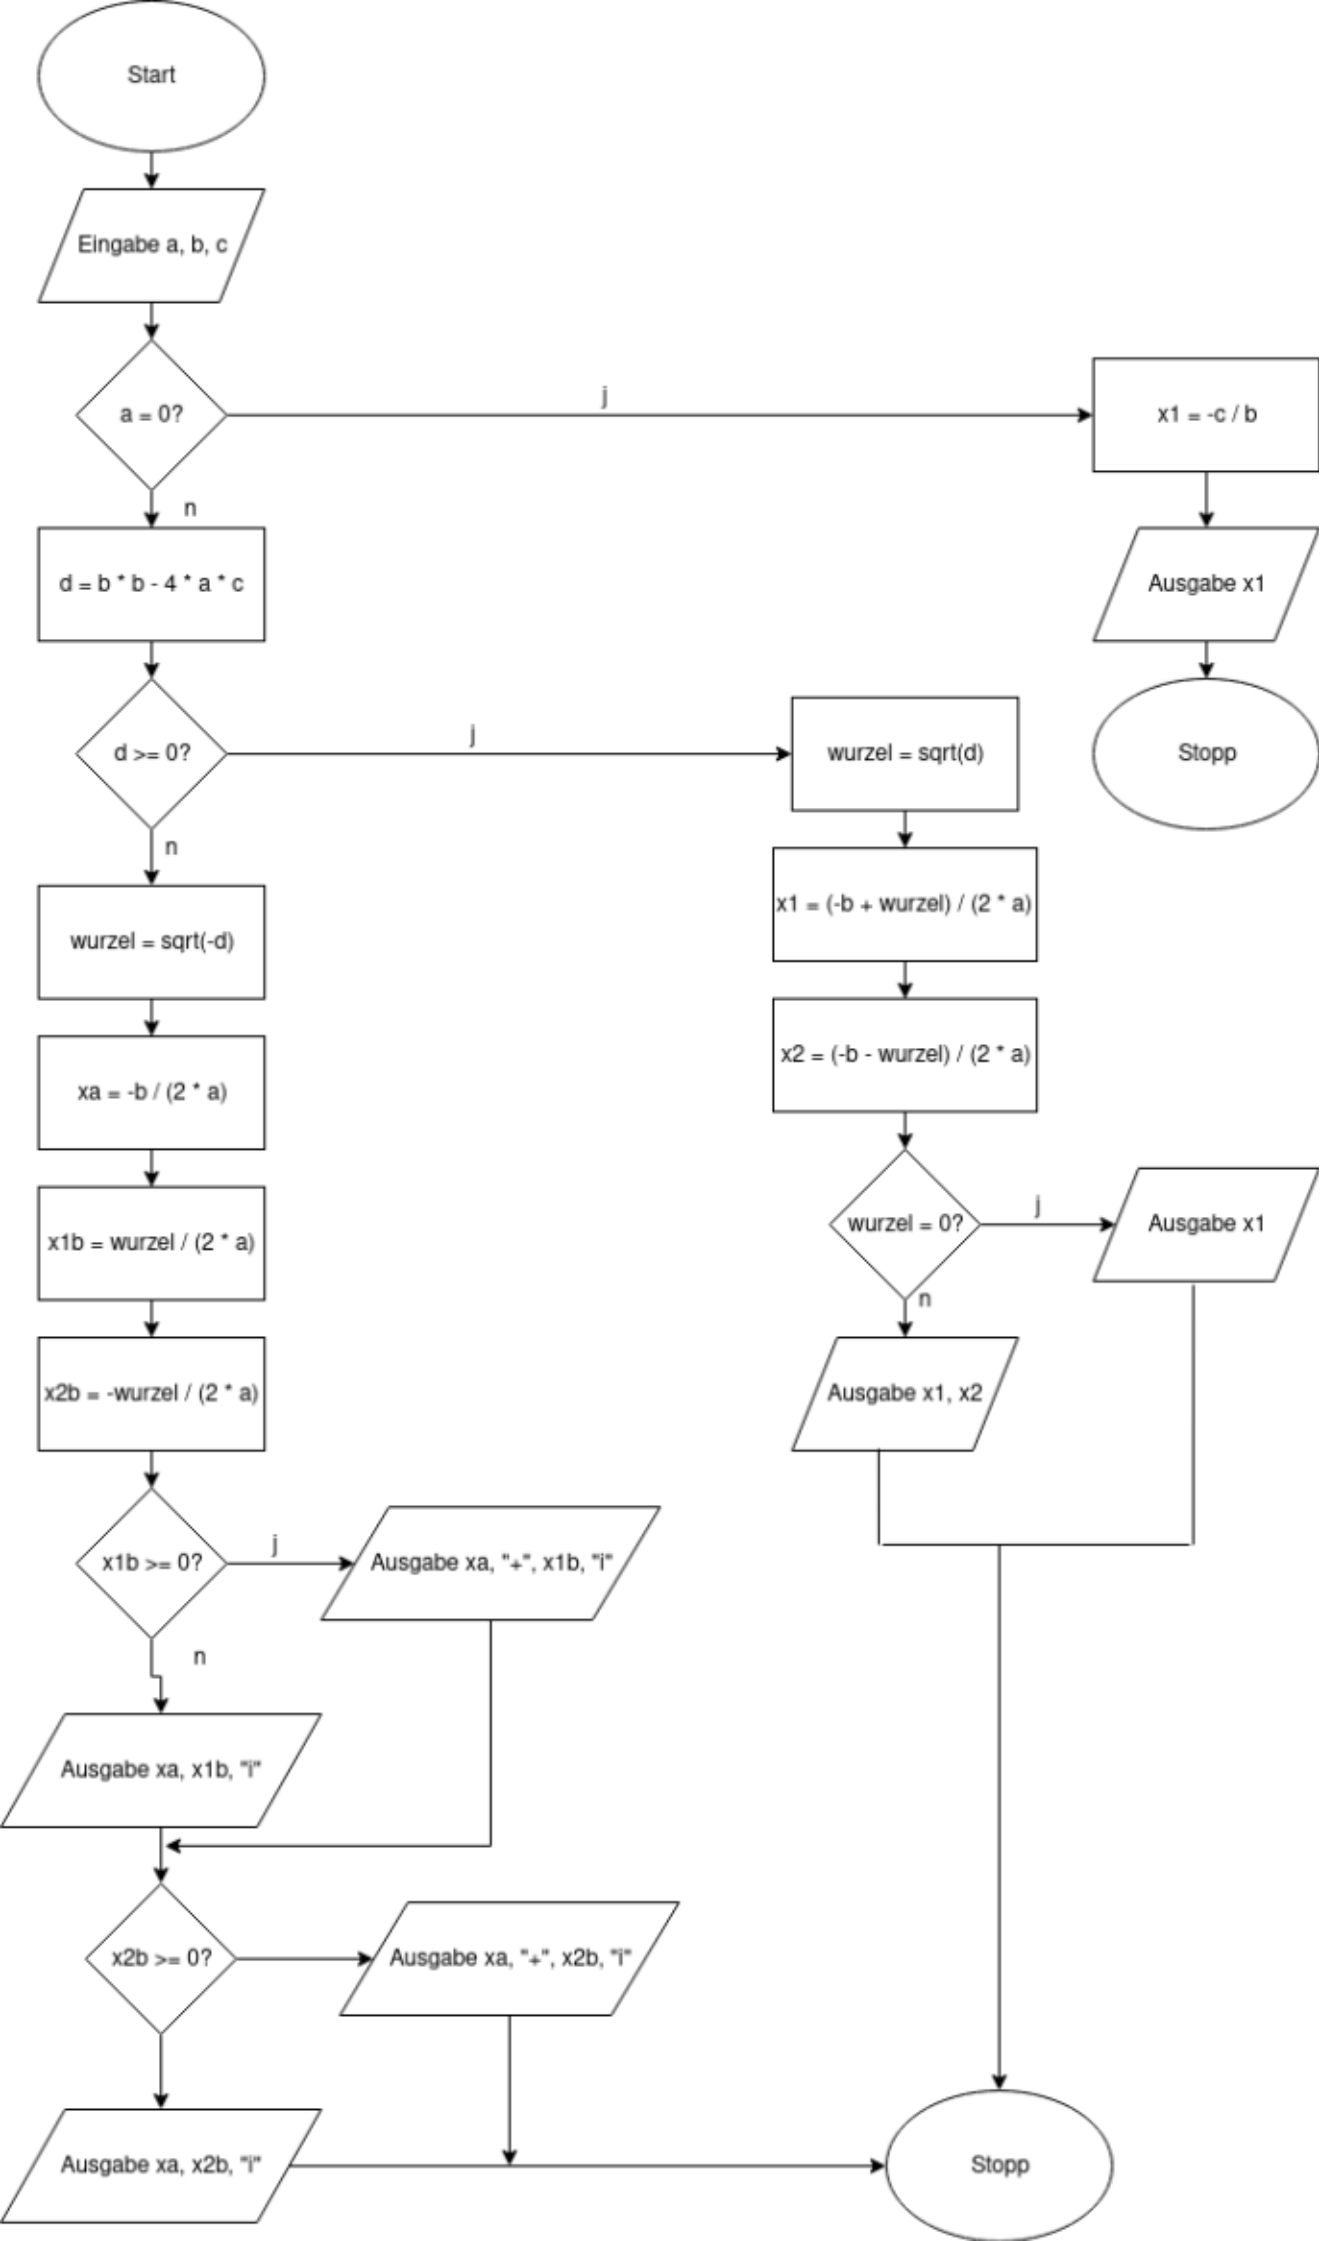 Start
Eingabe a, b, c
a = 0?
j
x1 = -c / b
n
d = b * b - 4 * a * c
Ausgabe x1
Stopp
d >= 0?
j
wurzel = sqrt(d)
n
x1 = (-b + wurzel) / (2 * a)
x2 = (-b - wurzel) / (2 * a)
wurzel = 0?
j
Ausgabe x1
n
Ausgabe x1, x2
wurzel = sqrt(-d)
xa = -b / (2 * a)
x1b = wurzel / (2 * a)
x2b = -wurzel / (2 * a)
x1b >= 0?
j
Ausgabe xa, "+", x1b, "i"
n
Ausgabe xa, x1b, "i"
x2b >= 0?
Ausgabe xa, "+", x2b, "i"
Ausgabe xa, x2b, "i"
Stopp